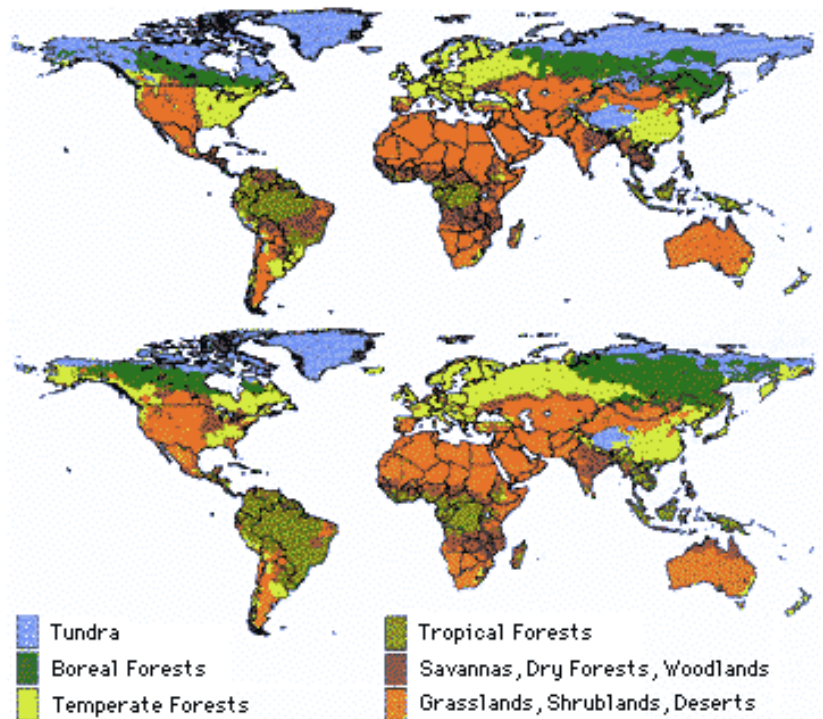 Tundra
Boreal Forests
Temperate Forests
Tropical Forests
Savannas, Dry Forests, Woodlands
Grasslands, Shrublands, Deserts